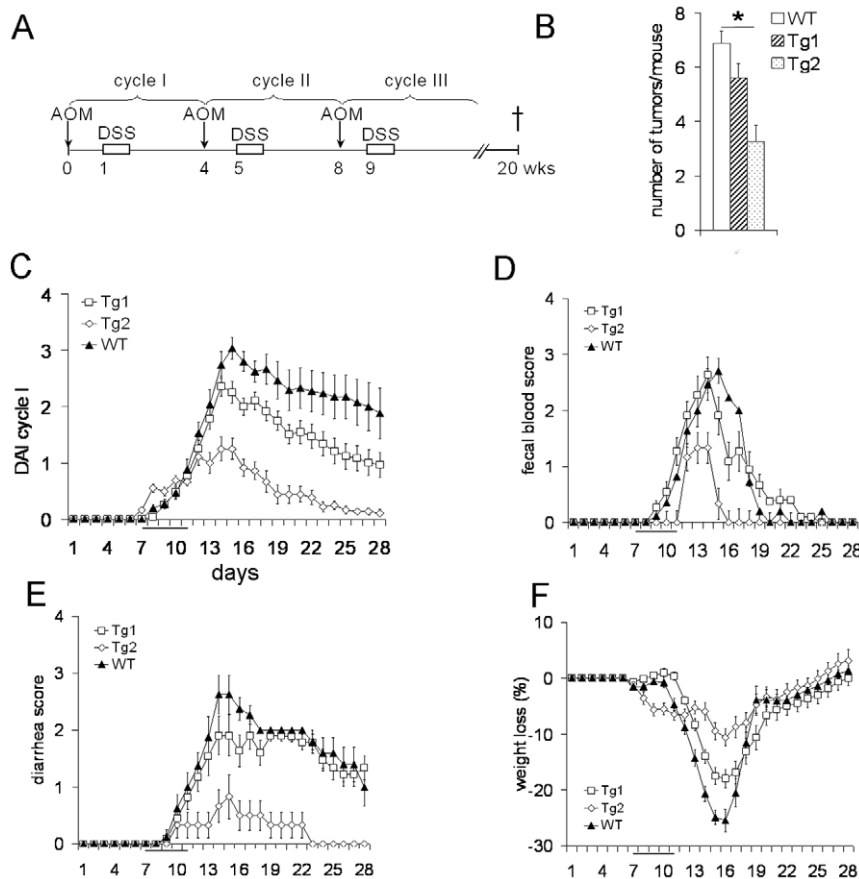 A
cycle I
cycle II
cycle III
AOM
AOM
AOM
DSS
DSS
DSS
†
0 1 4 5 8 9 20 wks
B
number of tumors/mouse
8
6
4
2
0
*
WT
Tg1
Tg2
C
DAI cycle I
4
3
2
1
0
Tg1
Tg2
WT
1 4 7 10 13 16 19 22 25 28
days
D
fecal blood score
4
3
2
1
0
Tg1
Tg2
WT
1 4 7 10 13 16 19 22 25 28
E
diarrhea score
4
3
2
1
0
Tg1
Tg2
WT
1 4 7 10 13 16 19 22 25 28
F
weight loss (%)
10
0
-10
-20
-30
Tg1
Tg2
WT
1 4 7 10 13 16 19 22 25 28